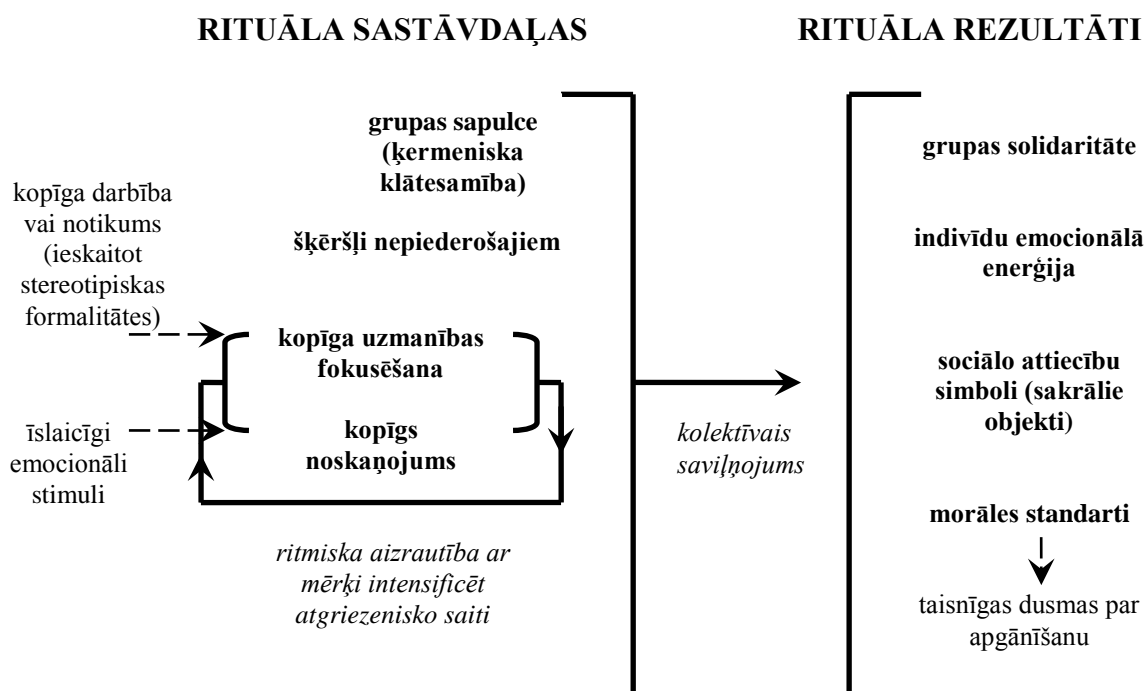 RITUĀLA SASTĀVDAĻAS
RITUĀLA REZULTĀTI
kopīga darbība
vai notikums
(ieskaitot
stereotipiskas
formalitātes)
īslaicīgi
emocionāli
stimuli
grupas sapulce
(ķermeniska
klātesamība)
šķēršļi nepiederošajiem
kopīga uzmanības
fokusēšana
kopīgs
noskaņojums
ritmiska aizrautība ar
mērķi intensificēt
atgriezenisko saiti
kolektīvais
saviļņojums
grupas solidaritāte
indivīdu emocionālā
enerģija
sociālo attiecību
simboli (sakrālie
objekti)
morāles standarti
taisnīgas dusmas par
apgānīšanu